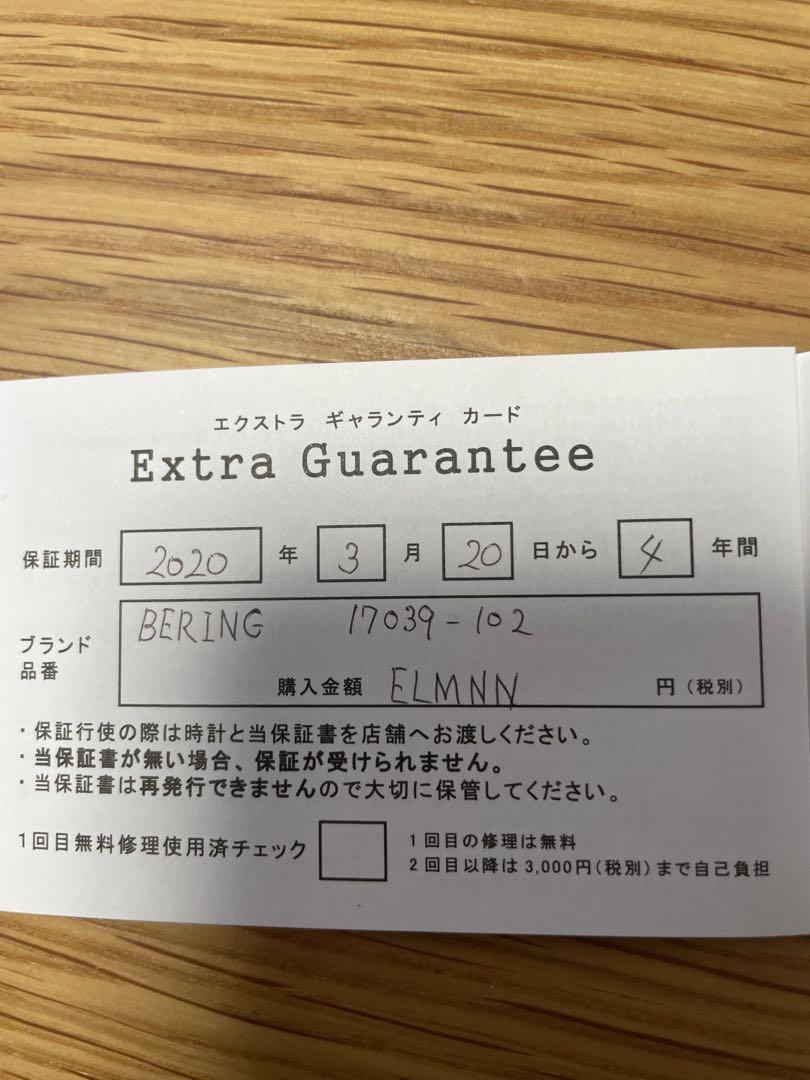 エクストラ ギャランティ カード
Extra Guarantee
保証期間 2020 年 3 月 20 日から 4 年間
ブランド
品番
BERING 17039-102
購入金額 ELMNN 円(税別)
・保証行使の際は時計と当保証書を店舗へお渡しください。
・当保証書が無い場合、保証が受けられません。
・当保証書は再発行できませんので大切に保管してください。
1回目無料修理使用済チェック
1回目の修理は無料
2回目以降は3,000円(税別)まで自己負担